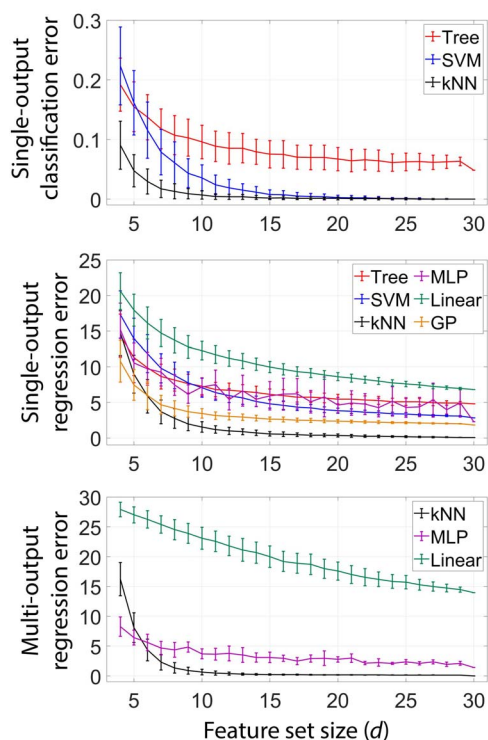 Single-output
classification error
0.3
0.2
0.1
0
Tree
SVM
kNN
5 10 15 20 25 30
Single-output
regression error
25
20
15
10
5
0
Tree MLP
SVM Linear
kNN GP
5 10 15 20 25 30
Multi-output
regression error
30
25
20
15
10
5
0
kNN
MLP
Linear
5 10 15 20 25 30
Feature set size (d)